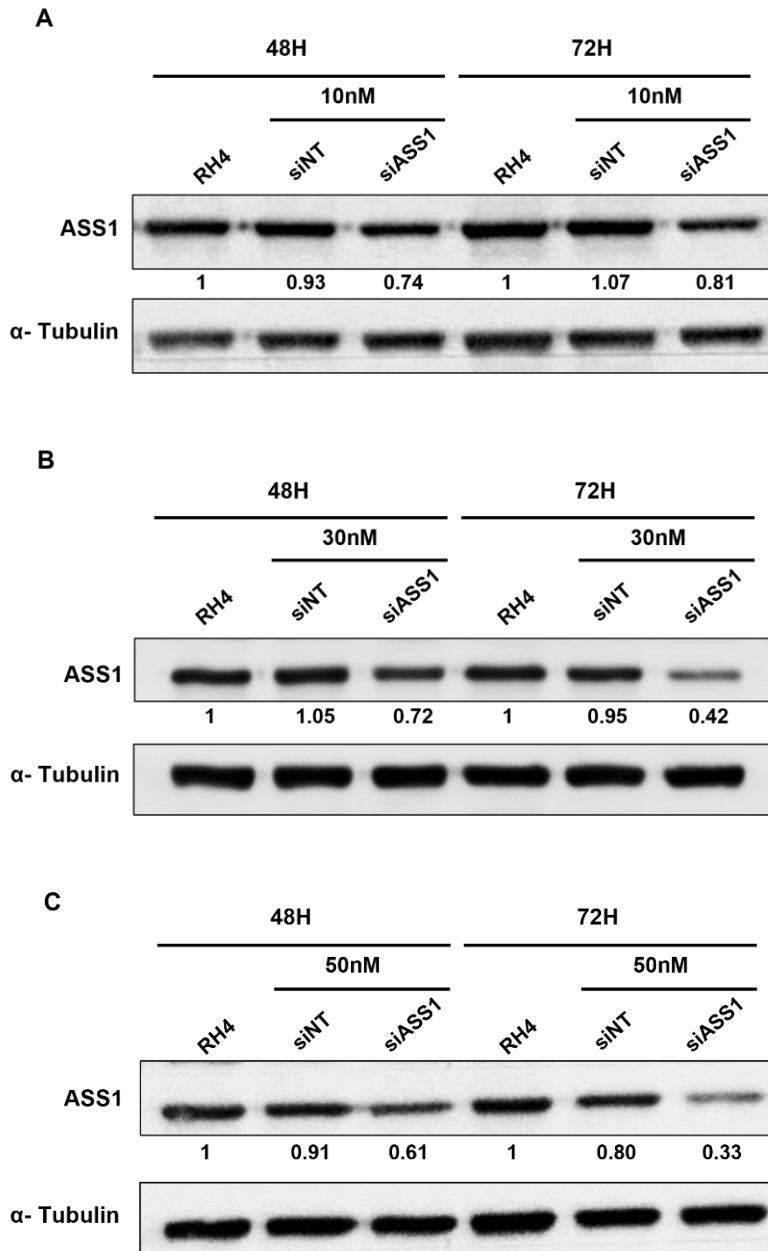 A
48H 72H
10nM 10nM
RH4 siNT siASS1 RH4 siNT siASS1
ASS1
1 0.93 0.74 1 1.07 0.81
α- Tubulin
B
48H 72H
30nM 30nM
RH4 siNT siASS1 RH4 siNT siASS1
ASS1
1 1.05 0.72 1 0.95 0.42
α- Tubulin
C
48H 72H
50nM 50nM
RH4 siNT siASS1 RH4 siNT siASS1
ASS1
1 0.91 0.61 1 0.80 0.33
α- Tubulin